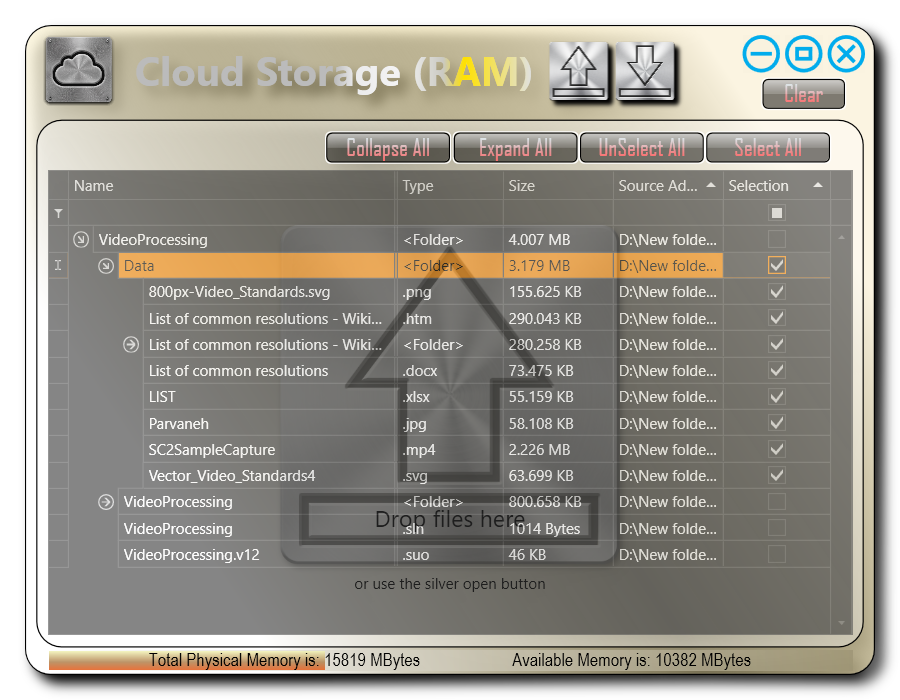 Cloud Storage (RAM)
Clear
Collapse All Expand All UnSelect All Select All
Name Type Size Source Ad... Selection
VideoProcessing <Folder> 4.007 MB D:\New folde...
Data <Folder> 3.179 MB D:\New folde...
800px-Video_Standards.svg .png 155.625 KB D:\New folde...
List of common resolutions - Wiki... .htm 290.043 KB D:\New folde...
List of common resolutions - Wiki... <Folder> 280.258 KB D:\New folde...
List of common resolutions .docx 73.475 KB D:\New folde...
LIST .xlsx 55.159 KB D:\New folde...
Parvaneh .jpg 58.108 KB D:\New folde...
SC2SampleCapture .mp4 2.226 MB D:\New folde...
Vector_Video_Standards4 .svg 63.699 KB D:\New folde...
VideoProcessing <Folder> 800.658 KB D:\New folde...
Drop files here
VideoProcessing .sln 1014 Bytes D:\New folde...
VideoProcessing.v12 .suo 46 KB D:\New folde...
or use the silver open button
Total Physical Memory is: 15819 MBytes Available Memory is: 10382 MBytes